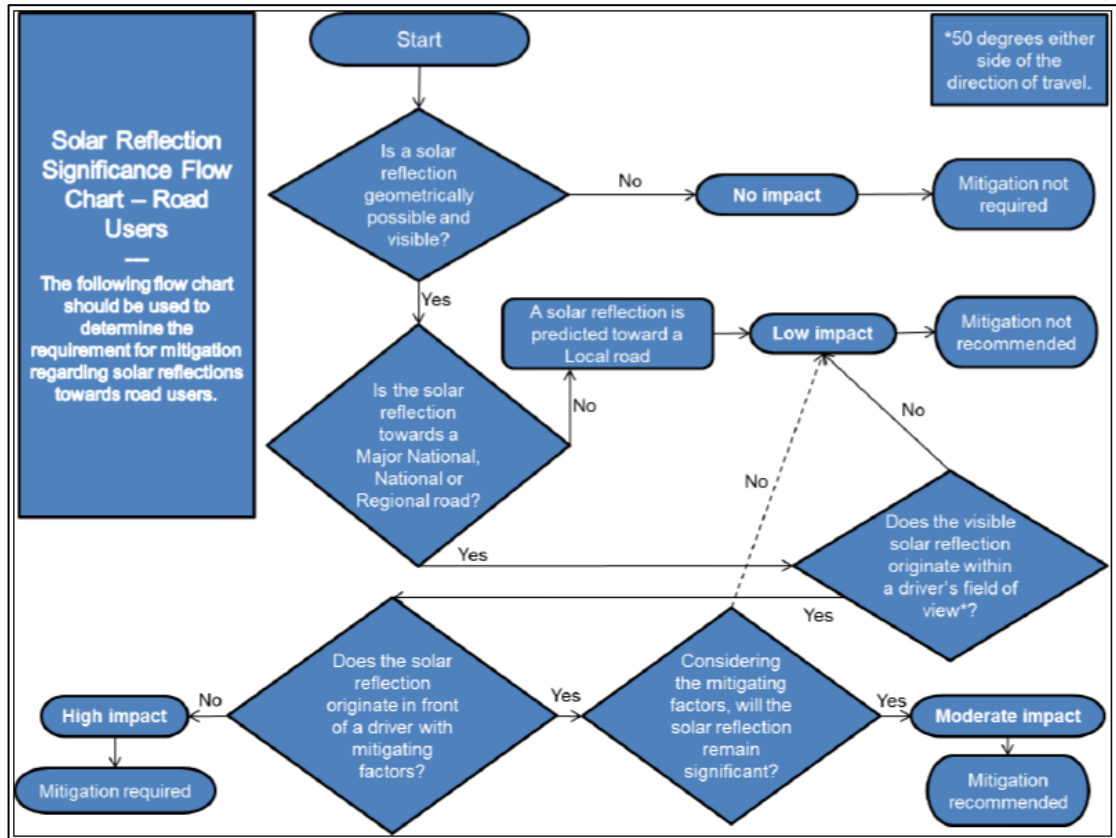 Solar Reflection
Significance Flow
Chart – Road
Users
---
The following flow chart
should be used to
determine the
requirement for mitigation
regarding solar reflections
towards road users.
Start
*50 degrees either
side of the
direction of travel.
Is a solar
reflection
geometrically
possible and
visible?
No
No impact
Mitigation not
required
Yes
A solar reflection is
predicted toward a
Local road
Low impact
Mitigation not
recommended
Is the solar
reflection
towards a
Major National,
National or
Regional road?
No
No
No
Yes
Does the visible
solar reflection
originate within
a driver's field of
view*?
Yes
Does the solar
reflection
originate in front
of a driver with
mitigating
factors?
No
High impact
Mitigation required
Yes
Considering
the mitigating
factors, will the
solar reflection
remain
significant?
Yes
Moderate impact
Mitigation
recommended